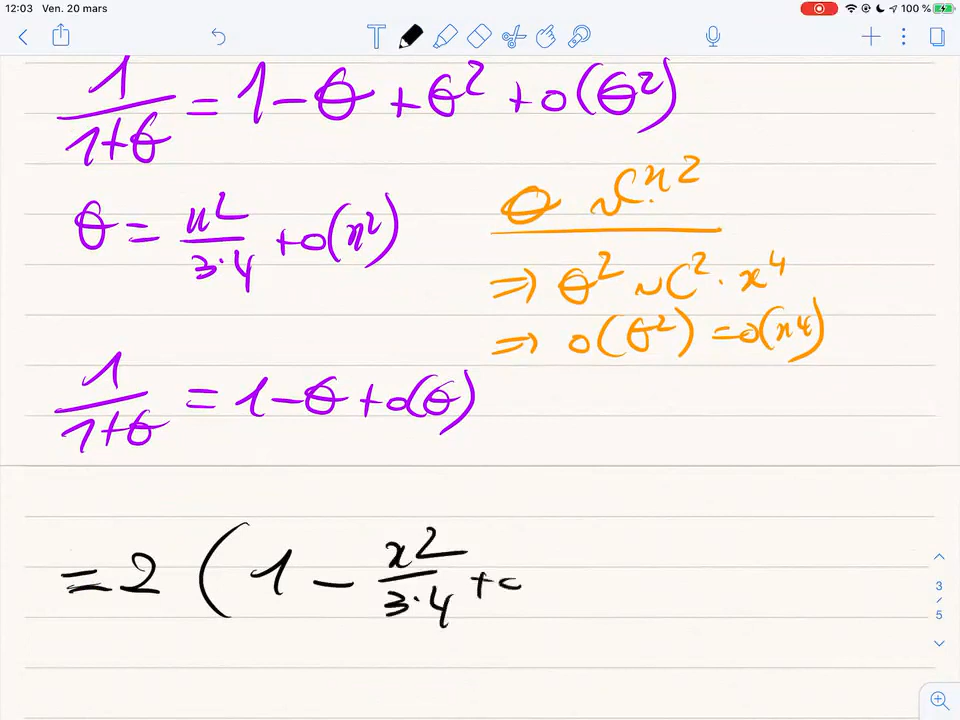 12:03 Ven. 20 mars
100 %
T
1/(1+θ) = 1 - θ + θ² + o(θ²)
θ = x²/(3·4) + o(x²)
θ ~ C·x²
=> θ² ~ C²·x⁴
=> o(θ²) = o(x⁴)
1/(1+θ) = 1 - θ + o(θ)
= 2 (1 - x²/(3·4) + o
3/5